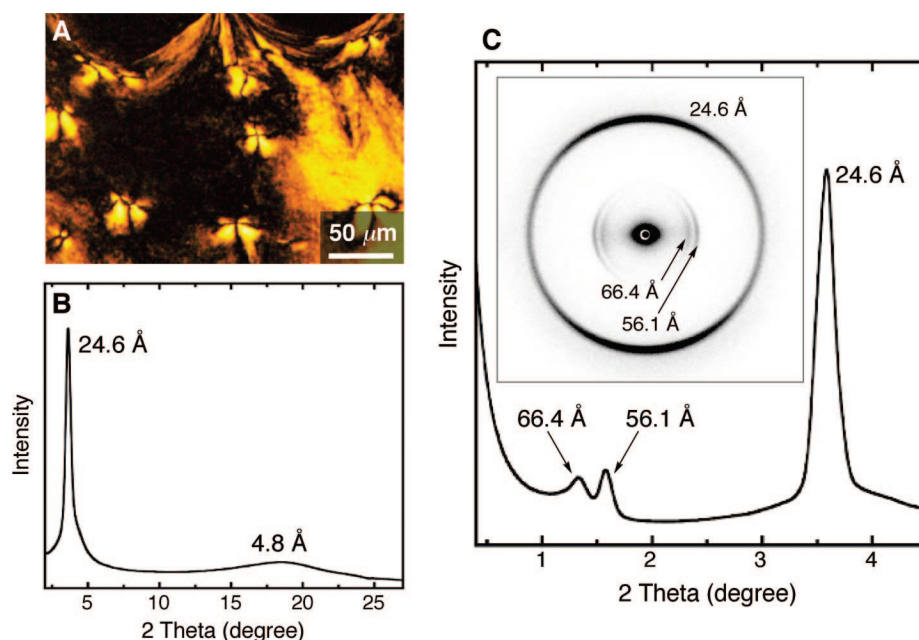 A
50 μm
B
24.6 Å
4.8 Å
Intensity
5 10 15 20 25
2 Theta (degree)
C
24.6 Å
66.4 Å
56.1 Å
24.6 Å
66.4 Å 56.1 Å
Intensity
1 2 3 4
2 Theta (degree)